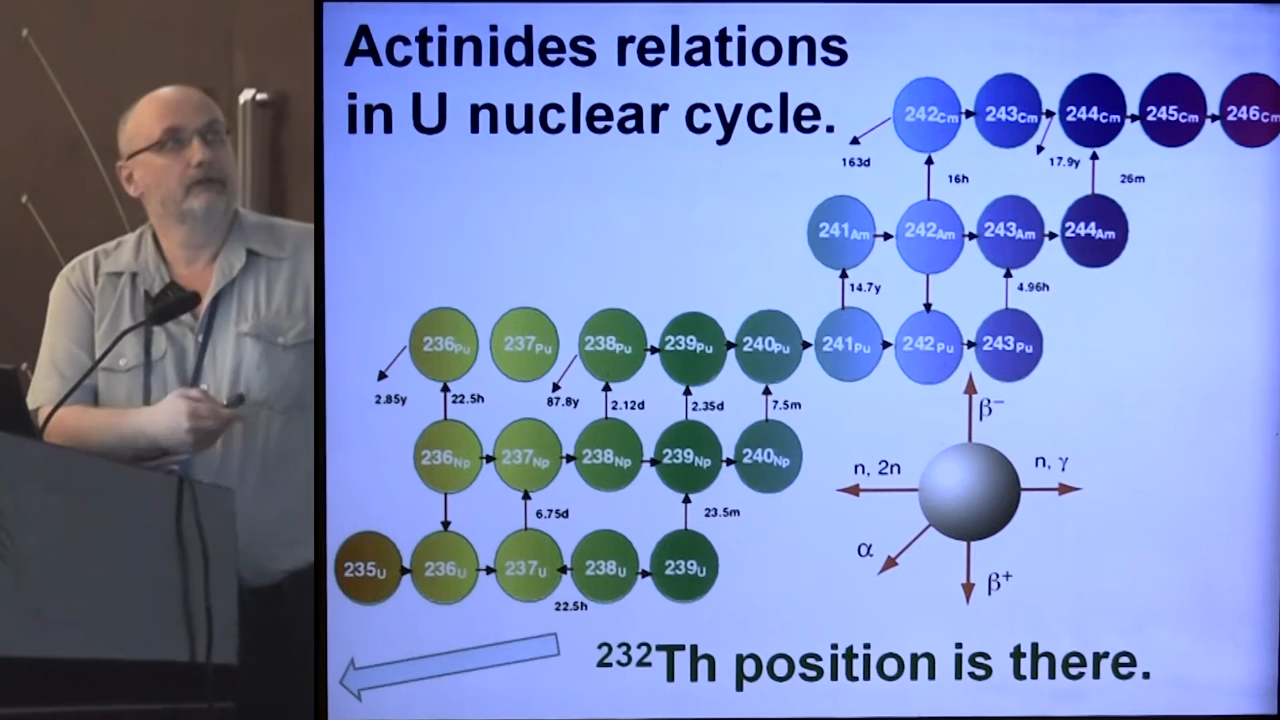 Actinides relations
in U nuclear cycle.
242Cm 243Cm 244Cm 245Cm 246Cm
163d 17.9y
16h 26m
241Am 242Am 243Am 244Am
14.7y 4.96h
236Pu 237Pu 238Pu 239Pu 240Pu 241Pu 242Pu 243Pu
2.85y 22.5h 87.8y 2.12d 2.35d 7.5m
β−
236Np 237Np 238Np 239Np 240Np
n, 2n n, γ
6.75d 23.5m
α
β+
235U 236U 237U 238U 239U
22.5h
232Th position is there.